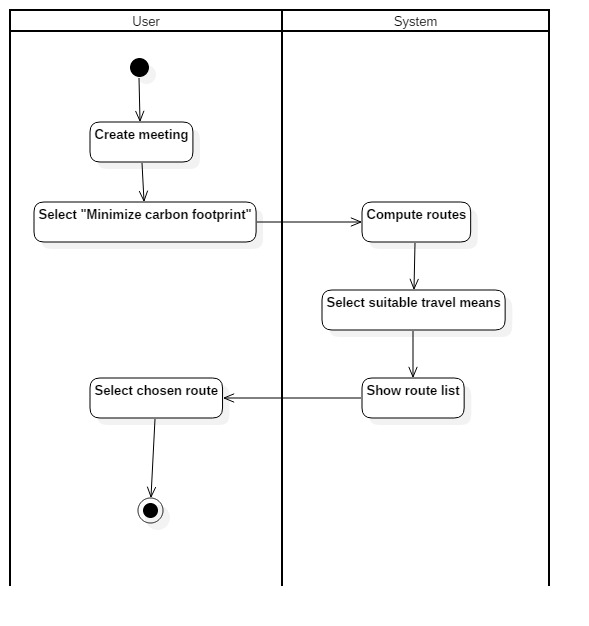 User
System
Create meeting
Select "Minimize carbon footprint"
Compute routes
Select suitable travel means
Select chosen route
Show route list